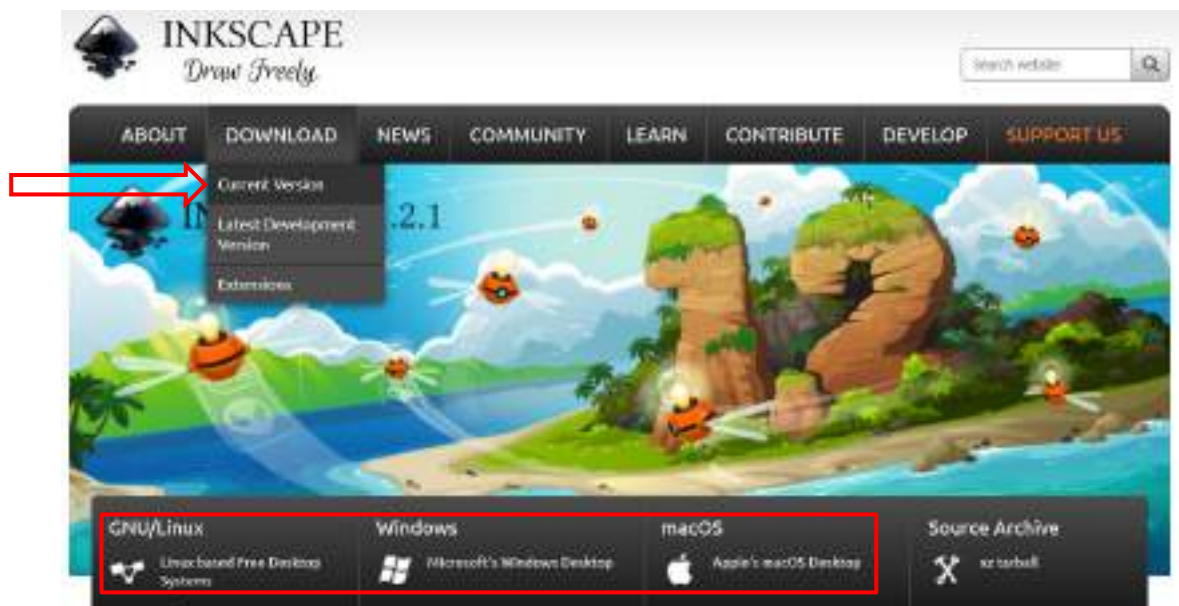 INKSCAPE
Draw Freely
Search website
ABOUT DOWNLOAD NEWS COMMUNITY LEARN CONTRIBUTE DEVELOP SUPPORT US
Current Version
.2.1
Latest Development
Version
Extensions
12
GNU/Linux Windows macOS Source Archive
Linux based Free Desktop Microsoft's Windows Desktop Apple's macOS Desktop xz tarball
Systems